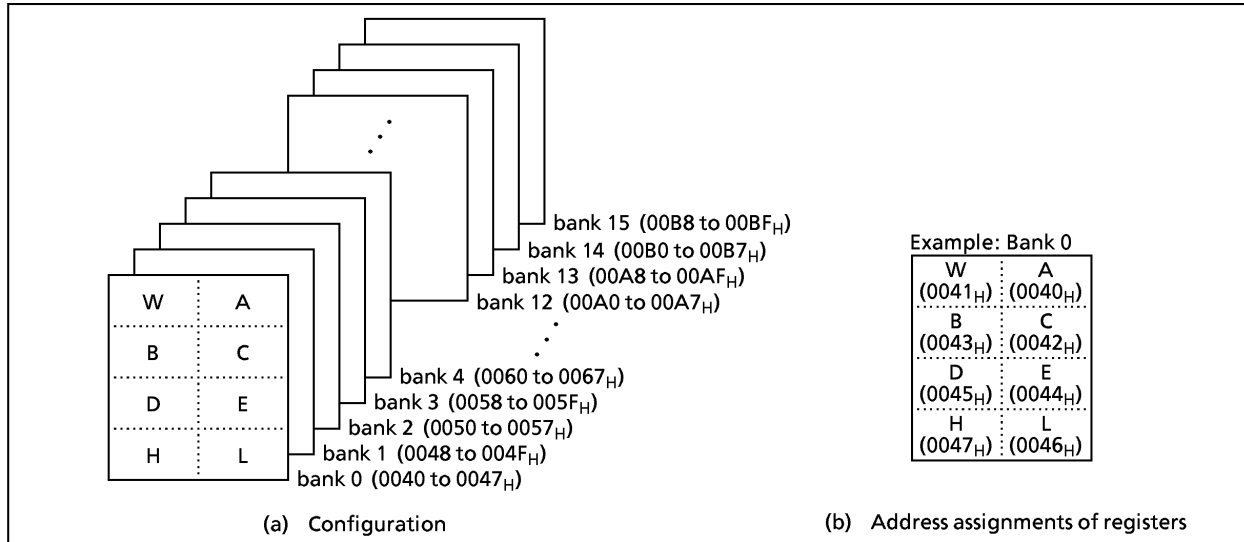 bank 15 (00B8 to 00BFH)
bank 14 (00B0 to 00B7H)
bank 13 (00A8 to 00AFH)
bank 12 (00A0 to 00A7H)
bank 4 (0060 to 0067H)
bank 3 (0058 to 005FH)
bank 2 (0050 to 0057H)
bank 1 (0048 to 004FH)
bank 0 (0040 to 0047H)
W A
B C
D E
H L
(a) Configuration
Example: Bank 0
W A
(0041H) (0040H)
B C
(0043H) (0042H)
D E
(0045H) (0044H)
H L
(0047H) (0046H)
(b) Address assignments of registers